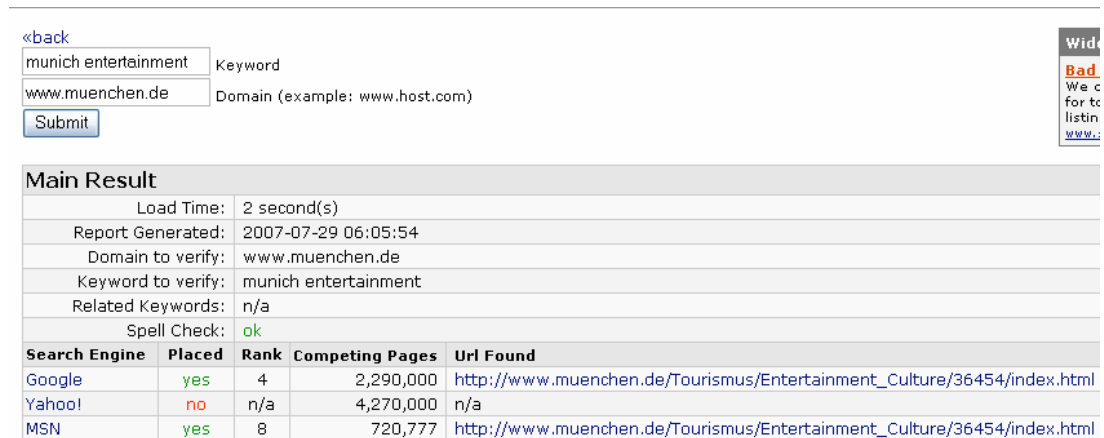 «back
munich entertainment Keyword
www.muenchen.de Domain (example: www.host.com)
Submit
Bad
We
for
www.
Main Result
Load Time: 2 second(s)
Report Generated: 2007-07-29 06:05:54
Domain to verify: www.muenchen.de
Keyword to verify: munich entertainment
Related Keywords: n/a
Spell Check: ok
Search Engine Placed Rank Competing Pages Url Found
Google yes 4 2,290,000 http://www.muenchen.de/Tourismus/Entertainment_Culture/36454/index.html
Yahoo! no n/a 4,270,000 n/a
MSN yes 8 720,777 http://www.muenchen.de/Tourismus/Entertainment_Culture/36454/index.html